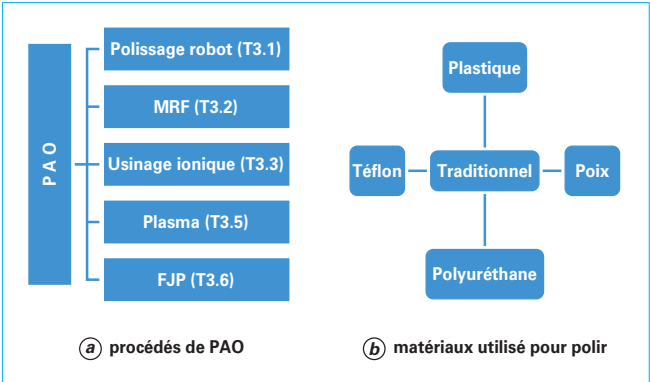 PAO
Polissage robot (T3.1)
MRF (T3.2)
Usinage ionique (T3.3)
Plasma (T3.5)
FJP (T3.6)
a procédés de PAO
Plastique
Téflon
Traditionnel
Poix
Polyuréthane
b matériaux utilisé pour polir